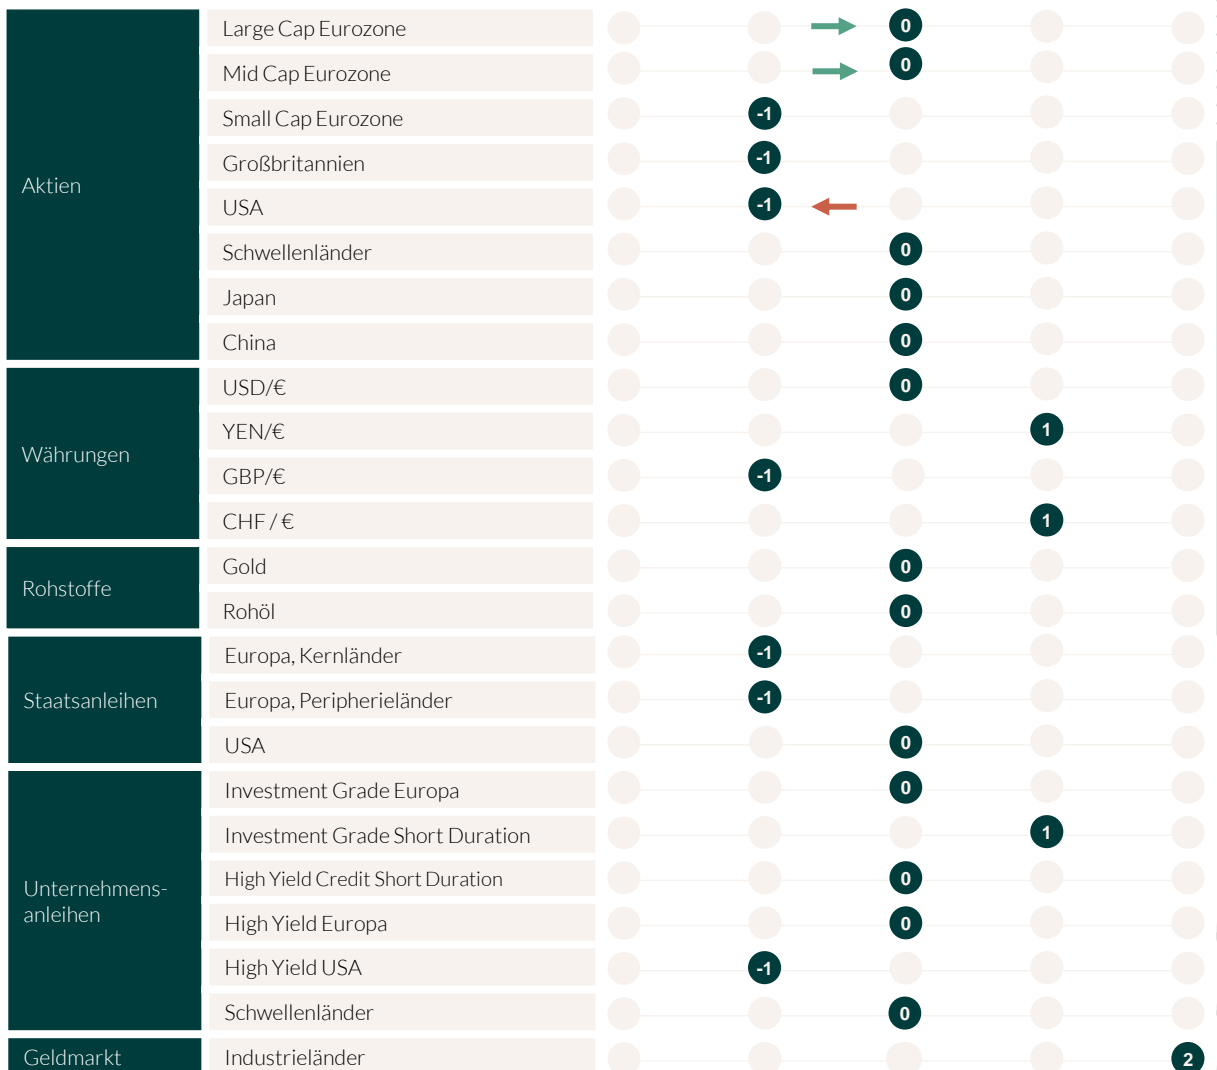 Aktien
Large Cap Eurozone 0
Mid Cap Eurozone 0
Small Cap Eurozone -1
Großbritannien -1
USA -1
Schwellenländer 0
Japan 0
China 0
Währungen
USD/€ 0
YEN/€ 1
GBP/€ -1
CHF / € 1
Rohstoffe
Gold 0
Rohöl 0
Staatsanleihen
Europa, Kernländer -1
Europa, Peripherieländer -1
USA 0
Unternehmens-
anleihen
Investment Grade Europa 0
Investment Grade Short Duration 1
High Yield Credit Short Duration 0
High Yield Europa 0
High Yield USA -1
Schwellenländer 0
Geldmarkt
Industrieländer 2